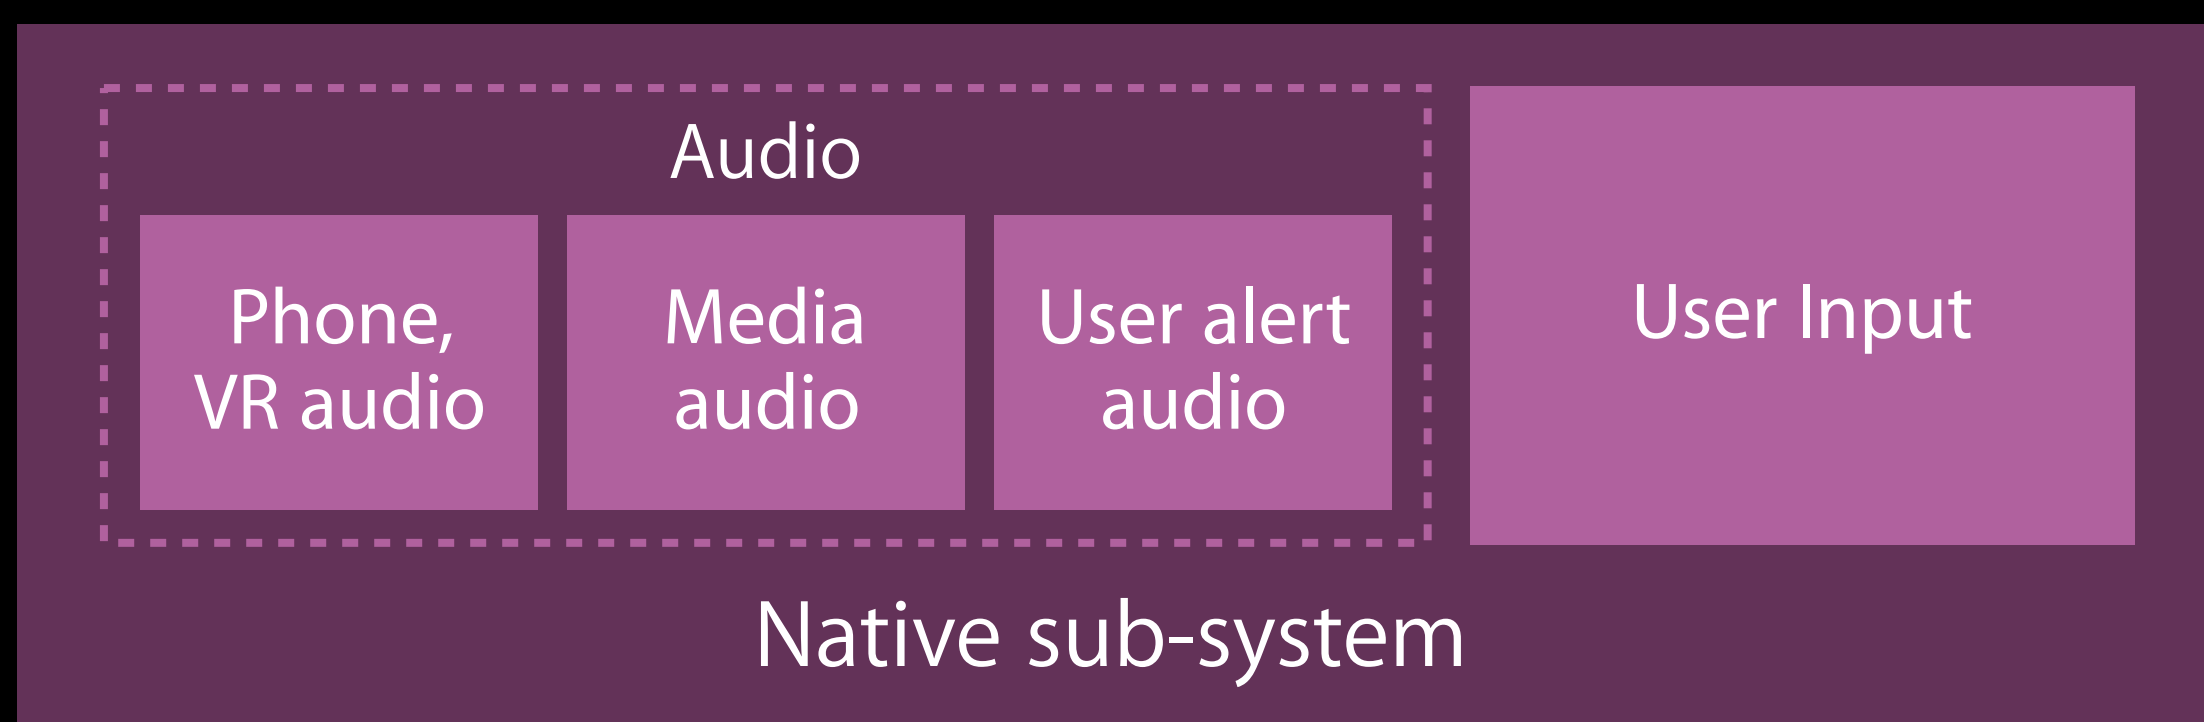 Audio
Phone,
VR audio
Media
audio
User alert
audio
User Input
Native sub-system